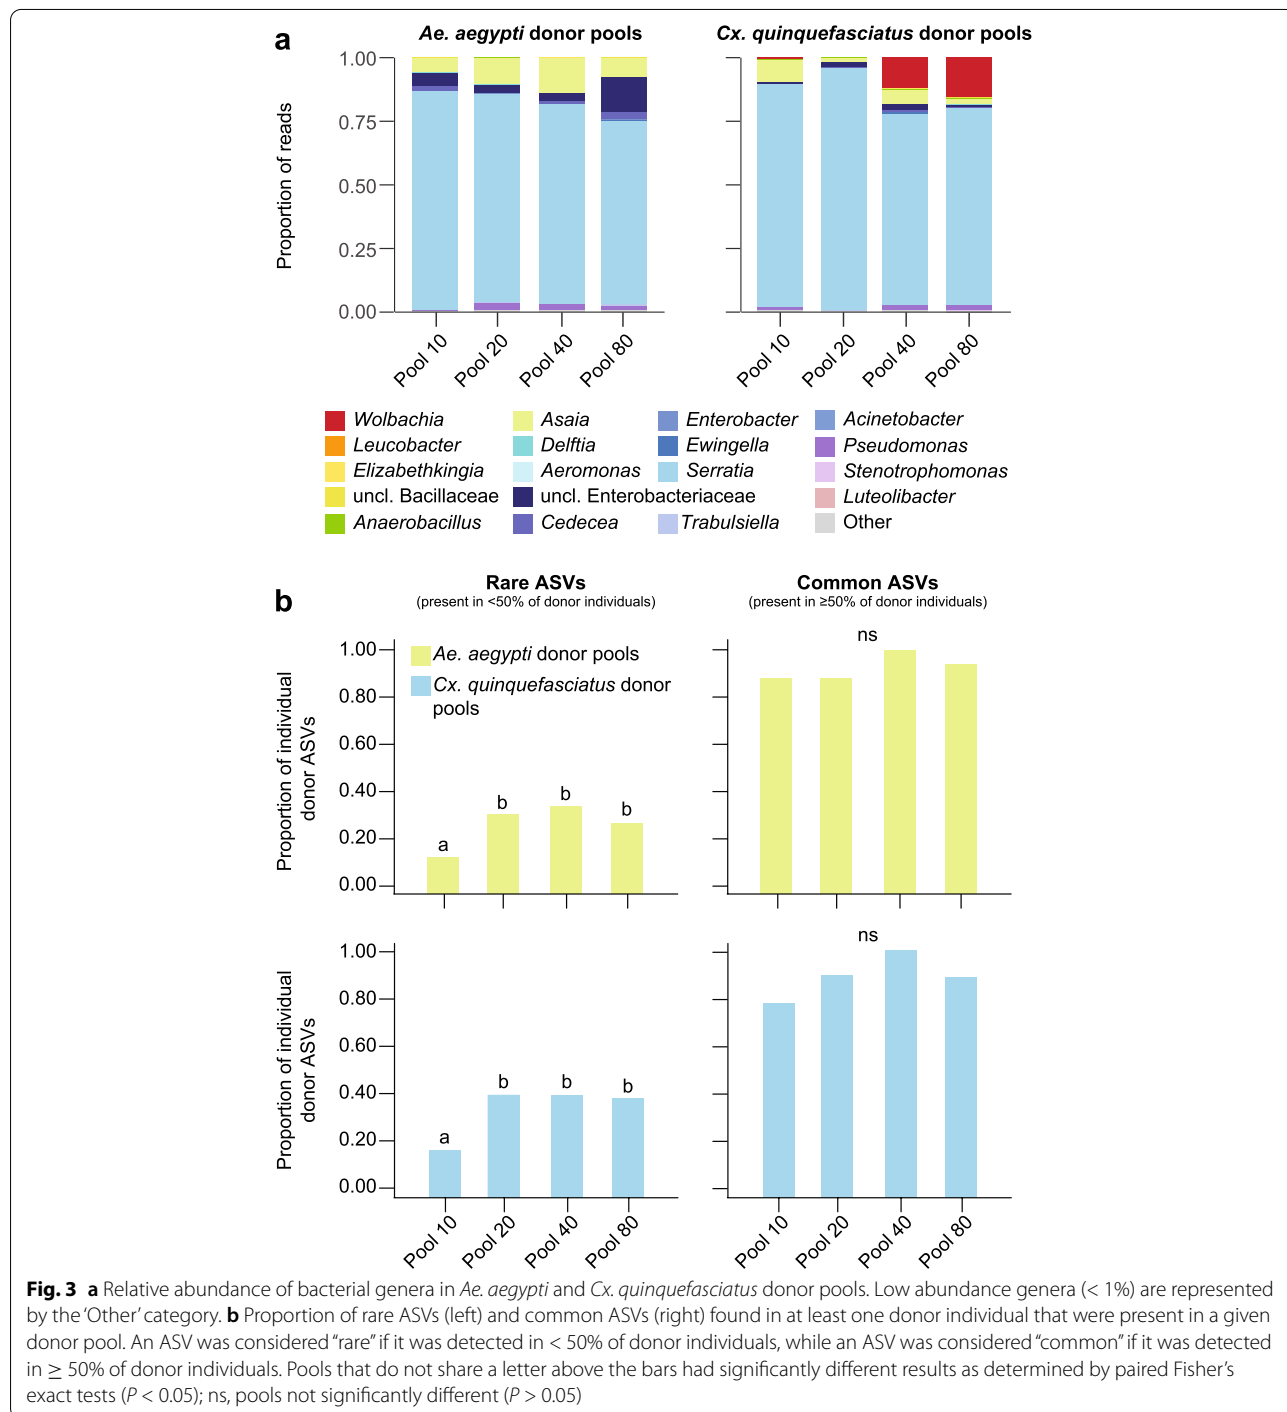 a
Ae. aegypti donor pools
Cx. quinquefasciatus donor pools
Proportion of reads
1.00
0.75
0.50
0.25
0.00
Pool 10
Pool 20
Pool 40
Pool 80
Pool 10
Pool 20
Pool 40
Pool 80
Wolbachia
Asaia
Enterobacter
Acinetobacter
Leucobacter
Delftia
Ewingella
Pseudomonas
Elizabethkingia
Aeromonas
Serratia
Stenotrophomonas
uncl. Bacillaceae
uncl. Enterobacteriaceae
Luteolibacter
Anaerobacillus
Cedecea
Trabulsiella
Other
b
Rare ASVs
(present in <50% of donor individuals)
Common ASVs
(present in ≥50% of donor individuals)
Proportion of individual
donor ASVs
1.00
0.80
0.60
0.40
0.20
0.00
Ae. aegypti donor pools
Cx. quinquefasciatus donor
pools
a
b
b
b
ns
Proportion of individual
donor ASVs
1.00
0.80
0.60
0.40
0.20
0.00
a
b
b
b
ns
Pool 10
Pool 20
Pool 40
Pool 80
Pool 10
Pool 20
Pool 40
Pool 80
Fig. 3 a Relative abundance of bacterial genera in Ae. aegypti and Cx. quinquefasciatus donor pools. Low abundance genera (< 1%) are represented
by the ‘Other’ category. b Proportion of rare ASVs (left) and common ASVs (right) found in at least one donor individual that were present in a given
donor pool. An ASV was considered “rare” if it was detected in < 50% of donor individuals, while an ASV was considered “common” if it was detected
in ≥ 50% of donor individuals. Pools that do not share a letter above the bars had significantly different results as determined by paired Fisher’s
exact tests (P < 0.05); ns, pools not significantly different (P > 0.05)